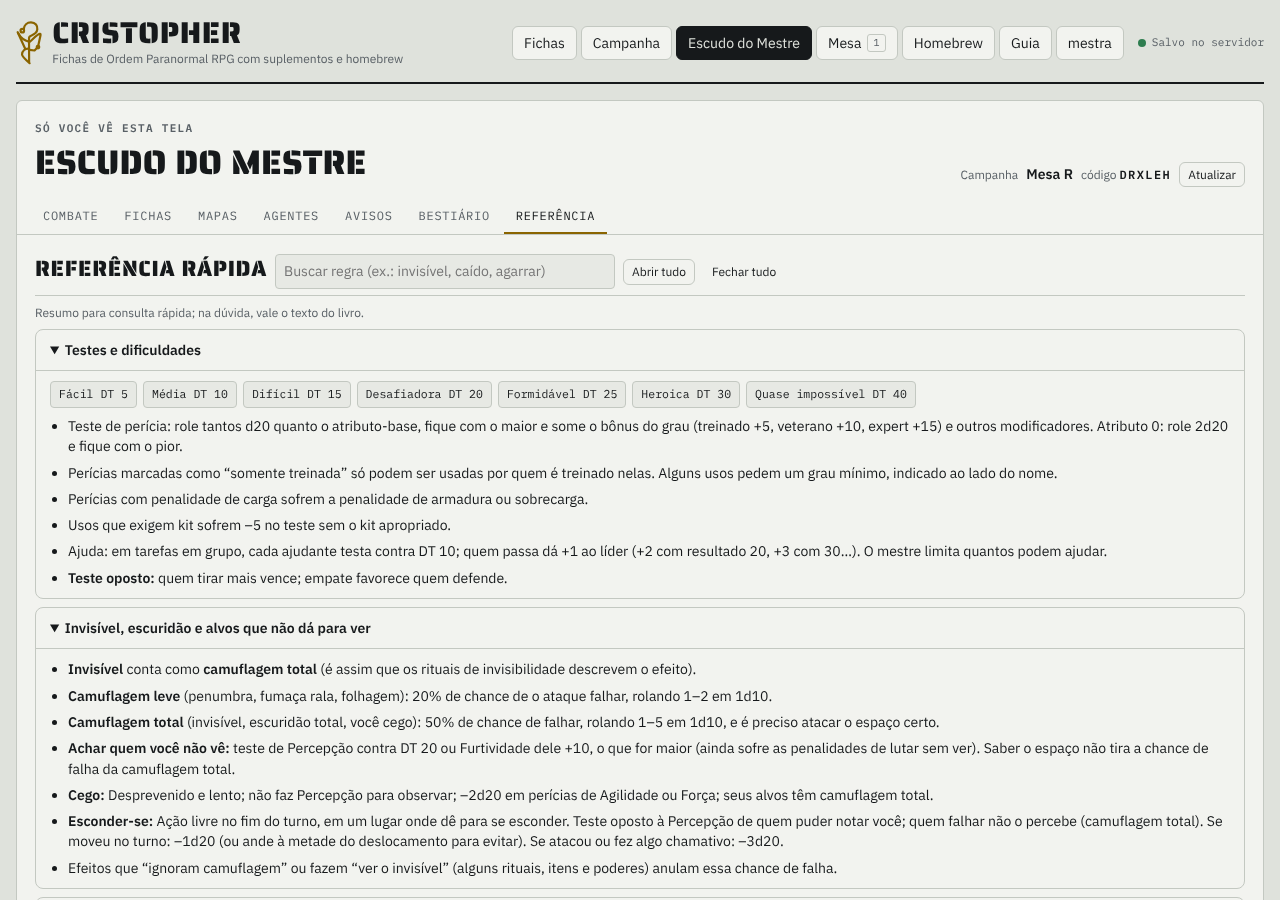 CRISTOPHER
Fichas de Ordem Paranormal RPG com suplementos e homebrew
Fichas
Campanha
Escudo do Mestre
Mesa 1
Homebrew
Guia
mestra
Salvo no servidor
SÓ VOCÊ VÊ ESTA TELA
ESCUDO DO MESTRE
Campanha Mesa R código DRXLEH Atualizar
COMBATE FICHAS MAPAS AGENTES AVISOS BESTIÁRIO REFERÊNCIA
REFERÊNCIA RÁPIDA
Buscar regra (ex.: invisível, caído, agarrar)
Abrir tudo
Fechar tudo
Resumo para consulta rápida; na dúvida, vale o texto do livro.
▼ Testes e dificuldades
Fácil DT 5
Média DT 10
Difícil DT 15
Desafiadora DT 20
Formidável DT 25
Heroica DT 30
Quase impossível DT 40
• Teste de perícia: role tantos d20 quanto o atributo-base, fique com o maior e some o bônus do grau (treinado +5, veterano +10, expert +15) e outros modificadores. Atributo 0: role 2d20
e fique com o pior.
• Perícias marcadas como “somente treinada” só podem ser usadas por quem é treinado nelas. Alguns usos pedem um grau mínimo, indicado ao lado do nome.
• Perícias com penalidade de carga sofrem a penalidade de armadura ou sobrecarga.
• Usos que exigem kit sofrem –5 no teste sem o kit apropriado.
• Ajuda: em tarefas em grupo, cada ajudante testa contra DT 10; quem passa dá +1 ao líder (+2 com resultado 20, +3 com 30…). O mestre limita quantos podem ajudar.
• Teste oposto: quem tirar mais vence; empate favorece quem defende.
▼ Invisível, escuridão e alvos que não dá para ver
• Invisível conta como camuflagem total (é assim que os rituais de invisibilidade descrevem o efeito).
• Camuflagem leve (penumbra, fumaça rala, folhagem): 20% de chance de o ataque falhar, rolando 1–2 em 1d10.
• Camuflagem total (invisível, escuridão total, você cego): 50% de chance de falhar, rolando 1–5 em 1d10, e é preciso atacar o espaço certo.
• Achar quem você não vê: teste de Percepção contra DT 20 ou Furtividade dele +10, o que for maior (ainda sofre as penalidades de lutar sem ver). Saber o espaço não tira a chance de
falha da camuflagem total.
• Cego: Desprevenido e lento; não faz Percepção para observar; –2d20 em perícias de Agilidade ou Força; seus alvos têm camuflagem total.
• Esconder-se: Ação livre no fim do turno, em um lugar onde dê para se esconder. Teste oposto à Percepção de quem puder notar você; quem falhar não o percebe (camuflagem total). Se
moveu no turno: –1d20 (ou ande à metade do deslocamento para evitar). Se atacou ou fez algo chamativo: –3d20.
• Efeitos que “ignoram camuflagem” ou fazem “ver o invisível” (alguns rituais, itens e poderes) anulam essa chance de falha.